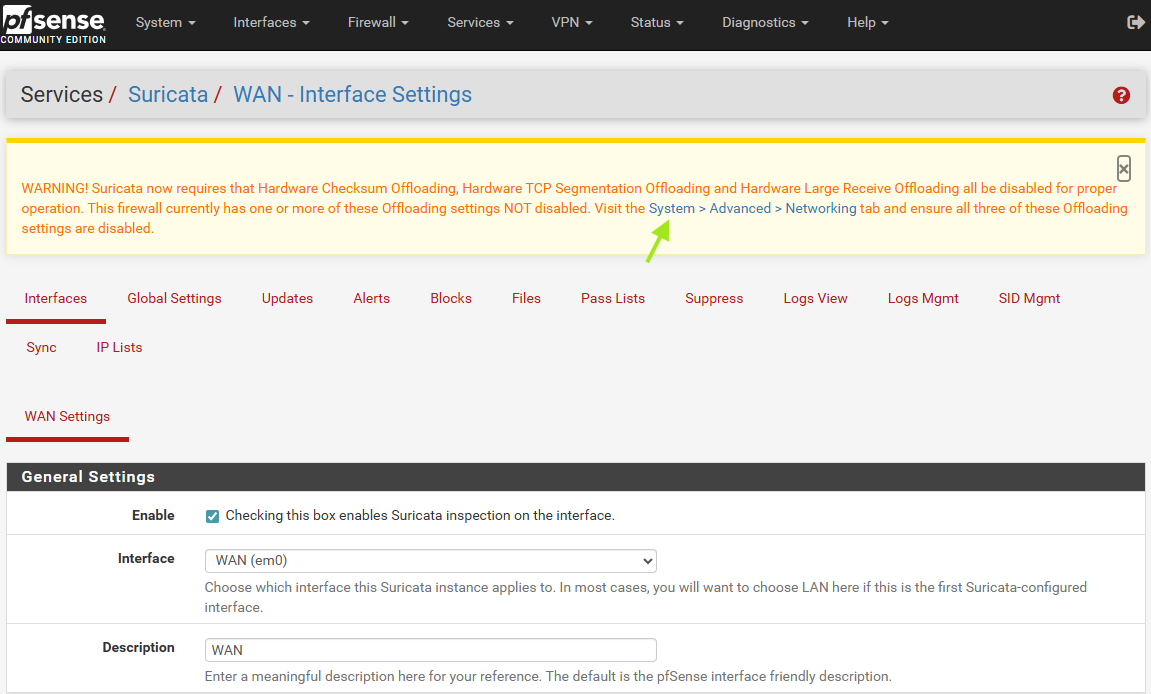 pfsense
COMMUNITY EDITION
System
Interfaces
Firewall
Services
VPN
Status
Diagnostics
Help
Services / Suricata / WAN - Interface Settings
?
×
WARNING! Suricata now requires that Hardware Checksum Offloading, Hardware TCP Segmentation Offloading and Hardware Large Receive Offloading all be disabled for proper
operation. This firewall currently has one or more of these Offloading settings NOT disabled. Visit the System > Advanced > Networking tab and ensure all three of these Offloading
settings are disabled.
Interfaces
Global Settings
Updates
Alerts
Blocks
Files
Pass Lists
Suppress
Logs View
Logs Mgmt
SID Mgmt
Sync
IP Lists
WAN Settings
General Settings
Enable
Checking this box enables Suricata inspection on the interface.
Interface
WAN (em0)
Choose which interface this Suricata instance applies to. In most cases, you will want to choose LAN here if this is the first Suricata-configured
interface.
Description
WAN
Enter a meaningful description here for your reference. The default is the pfSense interface friendly description.